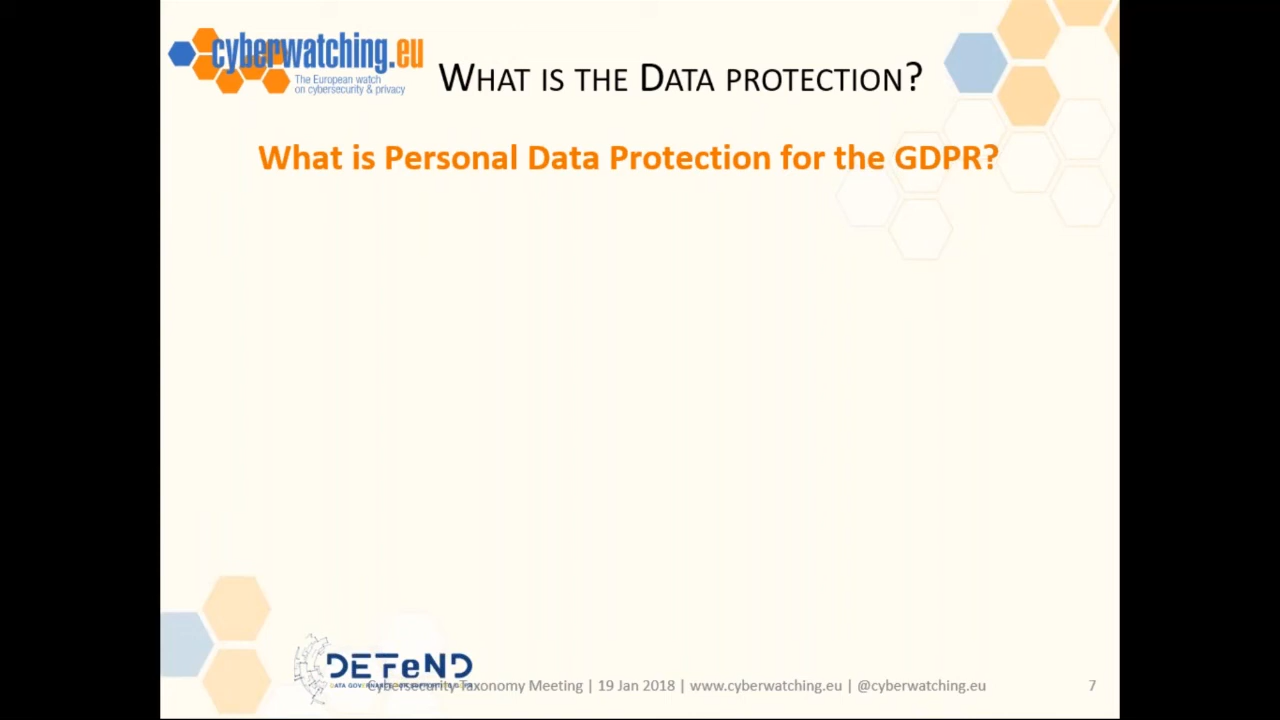 cyberwatching.eu
The European watch
on cybersecurity & privacy
WHAT IS THE DATA PROTECTION?
What is Personal Data Protection for the GDPR?
DEFeND
Cybersecurity Taxonomy Meeting | 19 Jan 2018 | www.cyberwatching.eu | @cyberwatching.eu
7